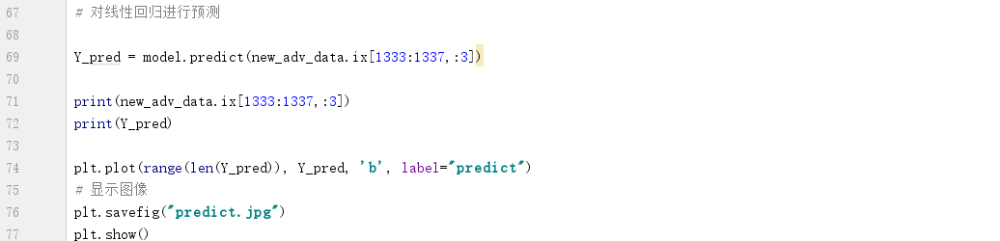 67 # 对线性回归进行预测
68
69 Y_pred = model.predict(new_adv_data.ix[1333:1337,:3])
70
71 print(new_adv_data.ix[1333:1337,:3])
72 print(Y_pred)
73
74 plt.plot(range(len(Y_pred)), Y_pred, 'b', label="predict")
75 # 显示图像
76 plt.savefig("predict.jpg")
77 plt.show()